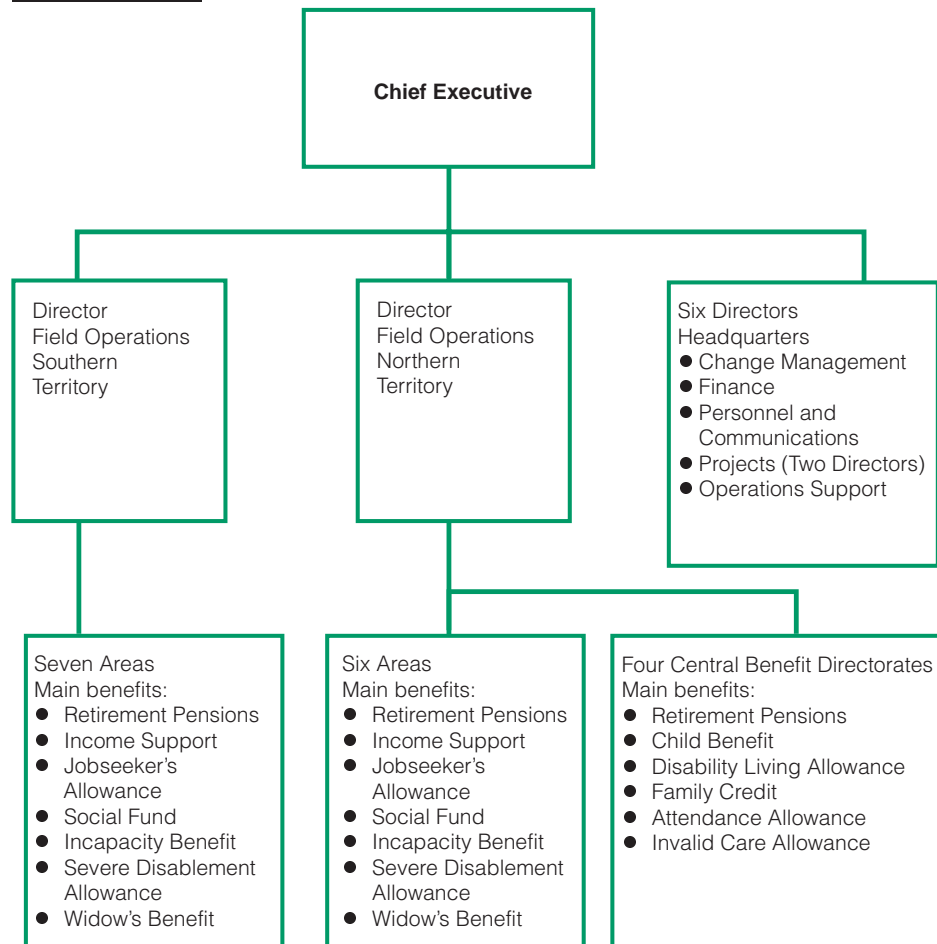 Chief Executive
Director
Field Operations
Southern
Territory
Director
Field Operations
Northern
Territory
Six Directors
Headquarters
● Change Management
● Finance
● Personnel and
Communications
● Projects (Two Directors)
● Operations Support
Seven Areas
Main benefits:
● Retirement Pensions
● Income Support
● Jobseeker's
Allowance
● Social Fund
● Incapacity Benefit
● Severe Disablement
Allowance
● Widow's Benefit
Six Areas
Main benefits:
● Retirement Pensions
● Income Support
● Jobseeker's
Allowance
● Social Fund
● Incapacity Benefit
● Severe Disablement
Allowance
● Widow's Benefit
Four Central Benefit Directorates
Main benefits:
● Retirement Pensions
● Child Benefit
● Disability Living Allowance
● Family Credit
● Attendance Allowance
● Invalid Care Allowance